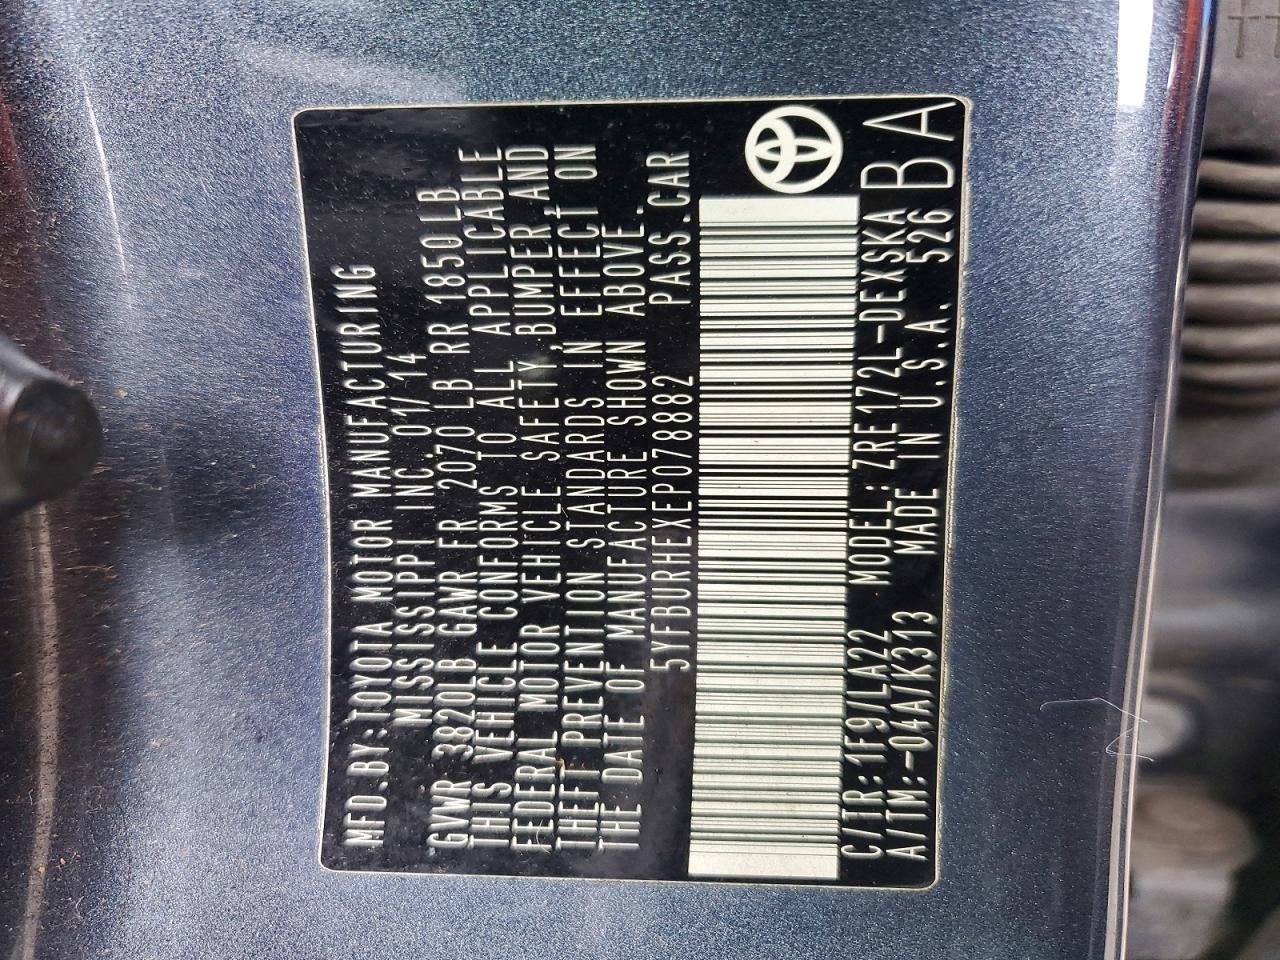 MFD.BY:TOYOTA MOTOR MANUFACTURING
MISSISSIPPI INC.01/14
GVWR 3820LB GAWR FR 2070 LB RR 1850LB
THIS VEHICLE CONFORMS TO ALL APPLICABLE
FEDERAL MOTOR VEHICLE SAFETY,BUMPER,AND
THEFT PREVENTION STANDARDS IN EFFECT ON
THE DATE OF MANUFACTURE SHOWN ABOVE.
5YFBURHEXEP078882 PASS.CAR
C/TR:1F9/LA22 MODEL:ZRE172L-DEXSKA BA
A/TM:-04A/K313 MADE IN U.S.A. 526 BA